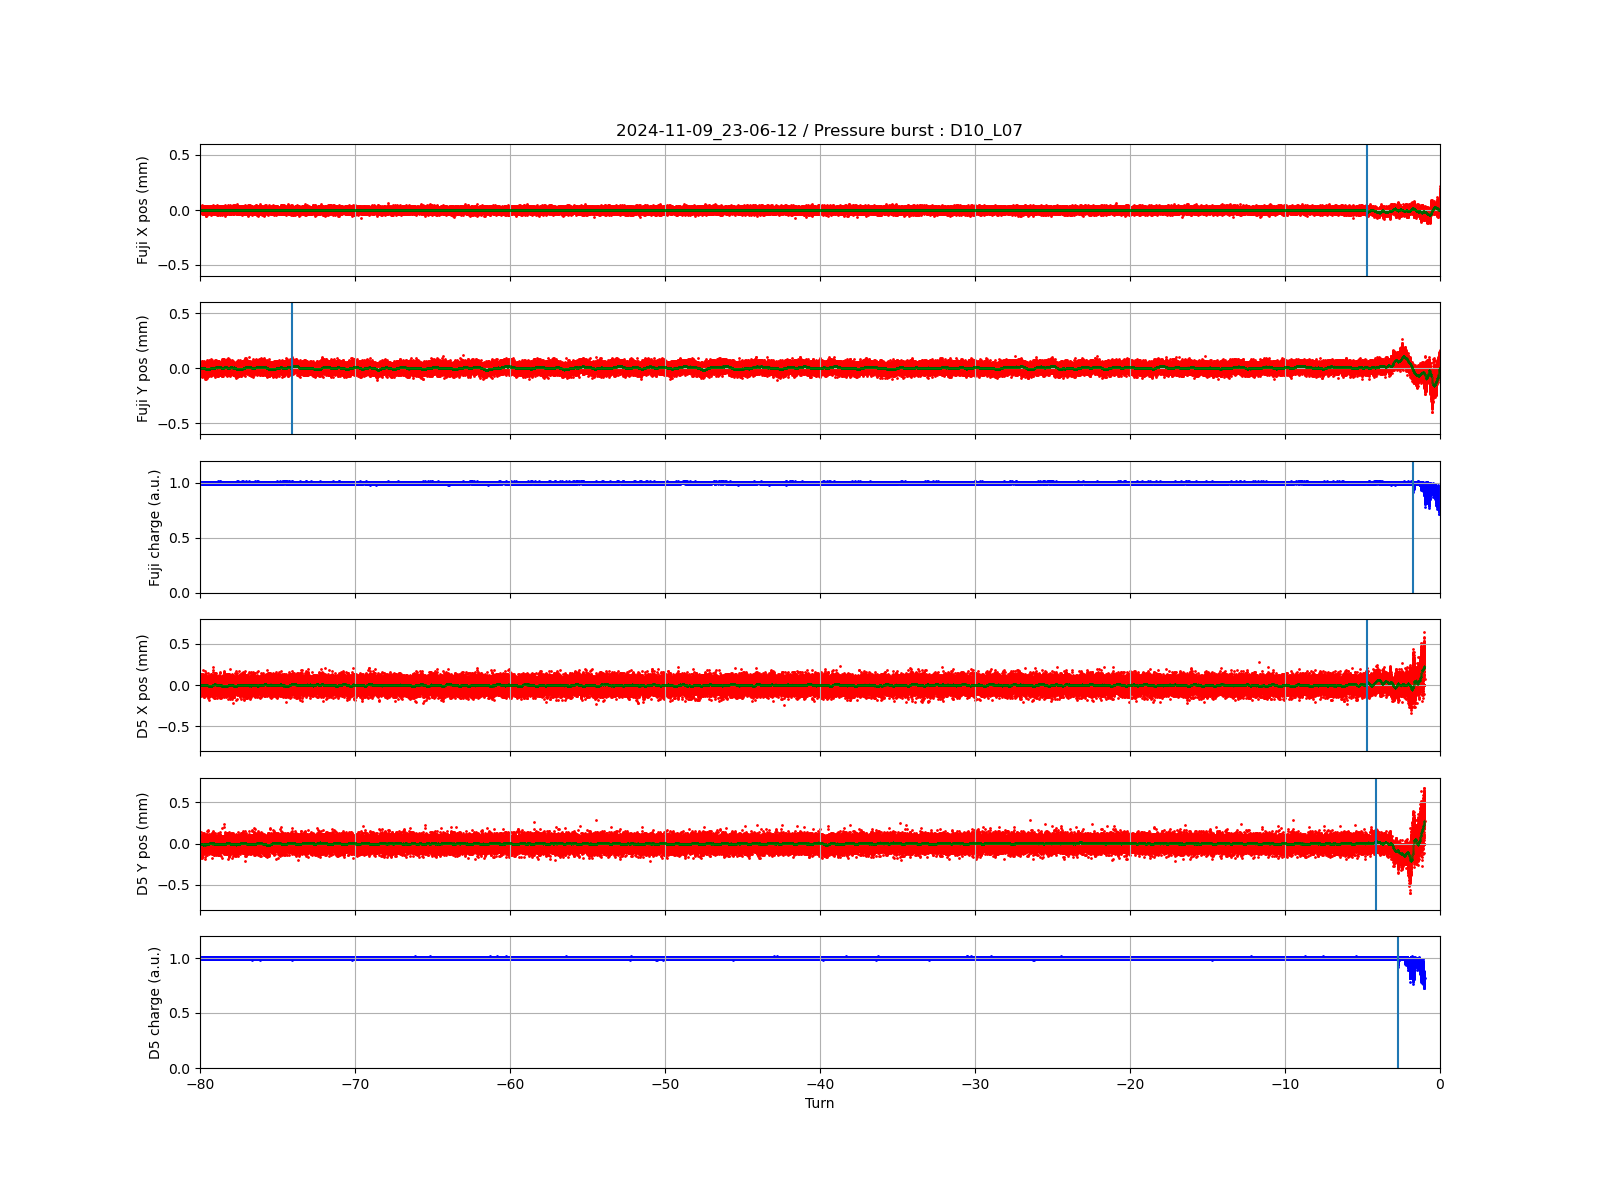 2024-11-09_23-06-12 / Pressure burst : D10_L07
Fuji X pos (mm)
0.5
0.0
−0.5
Fuji Y pos (mm)
0.5
0.0
−0.5
Fuji charge (a.u.)
1.0
0.5
0.0
D5 X pos (mm)
0.5
0.0
−0.5
D5 Y pos (mm)
0.5
0.0
−0.5
D5 charge (a.u.)
1.0
0.5
0.0
−80 −70 −60 −50 −40 −30 −20 −10 0
Turn